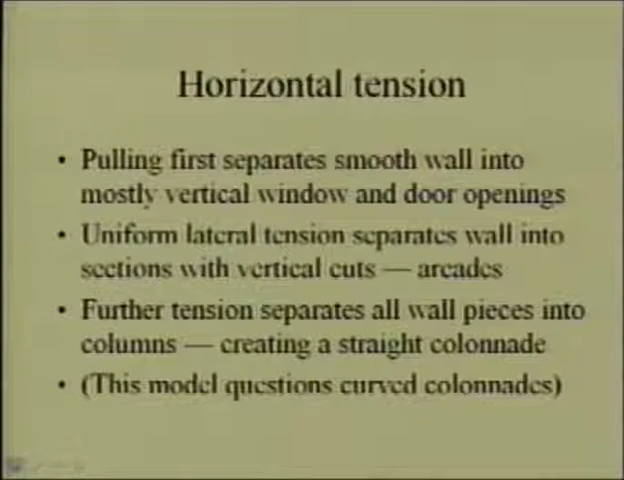 Horizontal tension
• Pulling first separates smooth wall into
mostly vertical window and door openings
• Uniform lateral tension separates wall into
sections with vertical cuts — arcades
• Further tension separates all wall pieces into
columns — creating a straight colonnade
• (This model questions curved colonnades)